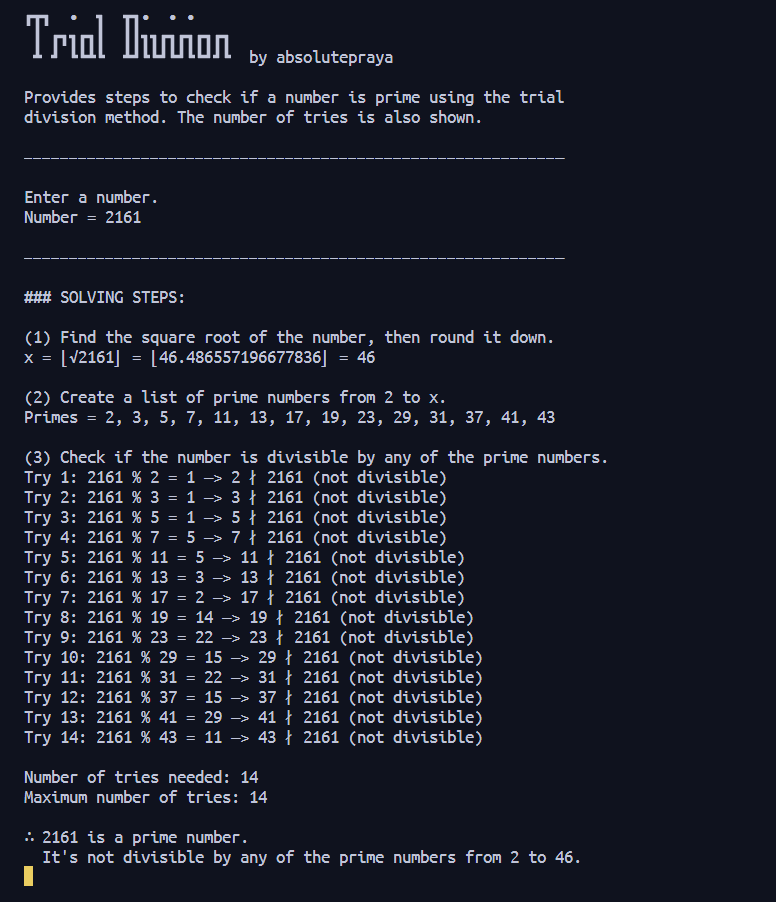 Trial Division by absolutepraya
Provides steps to check if a number is prime using the trial
division method. The number of tries is also shown.
____________________________________________________________
Enter a number.
Number = 2161
____________________________________________________________
### SOLVING STEPS:
(1) Find the square root of the number, then round it down.
x = ⌊√2161⌋ = ⌊46.486557196677836⌋ = 46
(2) Create a list of prime numbers from 2 to x.
Primes = 2, 3, 5, 7, 11, 13, 17, 19, 23, 29, 31, 37, 41, 43
(3) Check if the number is divisible by any of the prime numbers.
Try 1: 2161 % 2 = 1 —> 2 ∤ 2161 (not divisible)
Try 2: 2161 % 3 = 1 —> 3 ∤ 2161 (not divisible)
Try 3: 2161 % 5 = 1 —> 5 ∤ 2161 (not divisible)
Try 4: 2161 % 7 = 5 —> 7 ∤ 2161 (not divisible)
Try 5: 2161 % 11 = 5 —> 11 ∤ 2161 (not divisible)
Try 6: 2161 % 13 = 3 —> 13 ∤ 2161 (not divisible)
Try 7: 2161 % 17 = 2 —> 17 ∤ 2161 (not divisible)
Try 8: 2161 % 19 = 14 —> 19 ∤ 2161 (not divisible)
Try 9: 2161 % 23 = 22 —> 23 ∤ 2161 (not divisible)
Try 10: 2161 % 29 = 15 —> 29 ∤ 2161 (not divisible)
Try 11: 2161 % 31 = 22 —> 31 ∤ 2161 (not divisible)
Try 12: 2161 % 37 = 15 —> 37 ∤ 2161 (not divisible)
Try 13: 2161 % 41 = 29 —> 41 ∤ 2161 (not divisible)
Try 14: 2161 % 43 = 11 —> 43 ∤ 2161 (not divisible)
Number of tries needed: 14
Maximum number of tries: 14
∴ 2161 is a prime number.
It's not divisible by any of the prime numbers from 2 to 46.